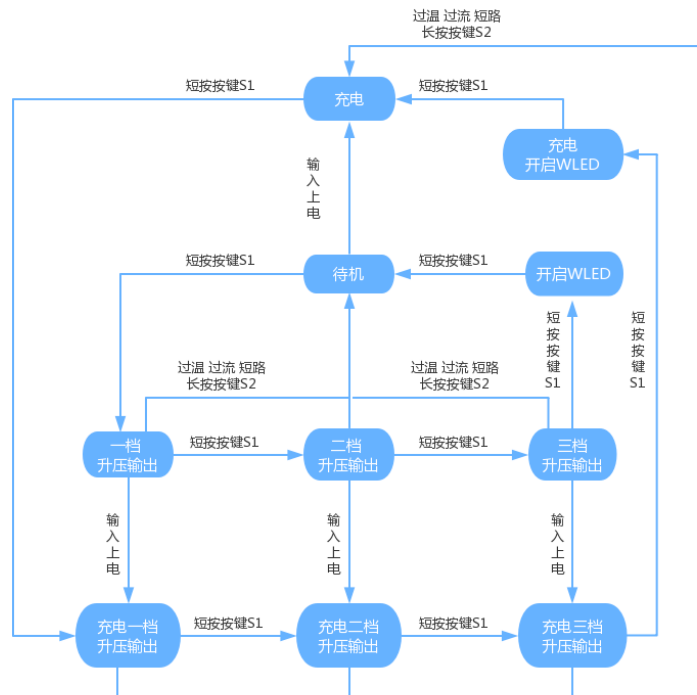 过温 过流 短路
长按按键S2
短按按键S1
充电
短按按键S1
充电
开启WLED
输
入
上
电
短按按键S1
待机
短按按键S1
开启WLED
短
按
按
键
S1
短
按
按
键
S1
过温 过流 短路
长按按键S2
过温 过流 短路
长按按键S2
一档
升压输出
短按按键S1
二档
升压输出
短按按键S1
三档
升压输出
输
入
上
电
输
入
上
电
输
入
上
电
充电一档
升压输出
短按按键S1
充电二档
升压输出
短按按键S1
充电三档
升压输出